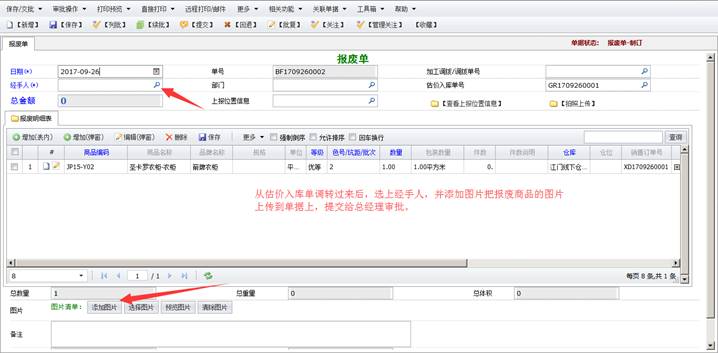 保存/交批 审批操作 打印预览 直接打印 远程打印/邮件 更多 相关功能 关联单据 工具箱 帮助
【新增】 【保存】 【列批】 【续批】 【提交】 【回退】 【批复】 【关注】 【管理关注】 【收藏】
报废单 单据状态: 报废单-制订
报废单
日期(*) 2017-09-26 单号 BF1709260002 加工调拨/调拨单号
经手人(*) 部门 估价入库单号 GR1709260001
总金额 0 上报位置信息 【查看上报位置信息】 【拍照上传】
报废明细表
增加(表内) 增加(弹窗) 编辑(弹窗) 删除 保存 更多 强制倒序 允许排序 回车换行 查询
# 商品编码 商品名称 品牌名称 规格 单位 等级 色号/坑距/批次 数量 包装数量 件数 件数尚明 仓库 仓位 销售订单号
1 JP15-Y02 圣卡罗衣柜-衣柜 箭牌衣柜 平... 优等 2 1.00 1.00平方米 0. 江门线下仓... XD1709260001 因
从估价入库单调转过来后，选上经手人，并添加图片把报废商品的图片
上传到单据上，提交给总经理审批。
8 1 / 1 每页 8 条,共 1 条
总数量 1 总重量 0 总体积 0
图片 图片清单: 添加图片 选择图片 预览图片 清除图片
备注